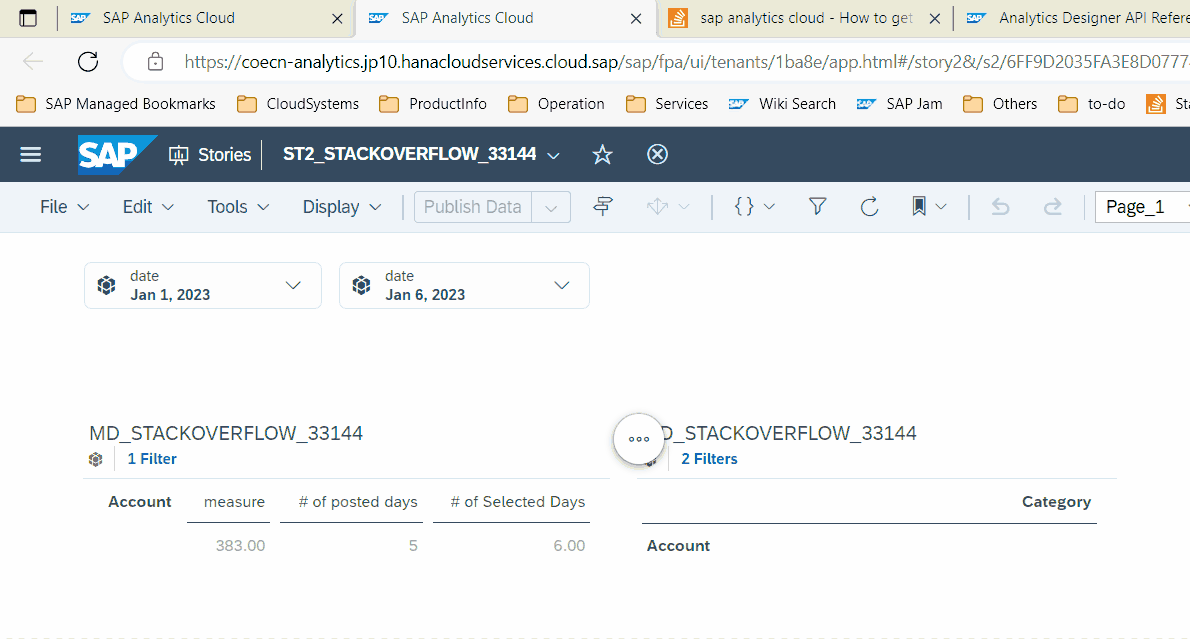 SAP Analytics Cloud
SAP Analytics Cloud
sap analytics cloud - How to get
Analytics Designer API Refere
https://coecn-analytics.jp10.hanacloudservices.cloud.sap/sap/fpa/ui/tenants/1ba8e/app.html#/story2&/s2/6FF9D2035FA3E8D0777
SAP Managed Bookmarks
CloudSystems
ProductInfo
Operation
Services
Wiki Search
SAP Jam
Others
to-do
Sta
SAP
Stories
ST2_STACKOVERFLOW_33144
File
Edit
Tools
Display
Publish Data
Page_1
date
Jan 1, 2023
date
Jan 6, 2023
MD_STACKOVERFLOW_33144
1 Filter
Account measure # of posted days # of Selected Days
383.00 5 6.00
D_STACKOVERFLOW_33144
2 Filters
Category
Account